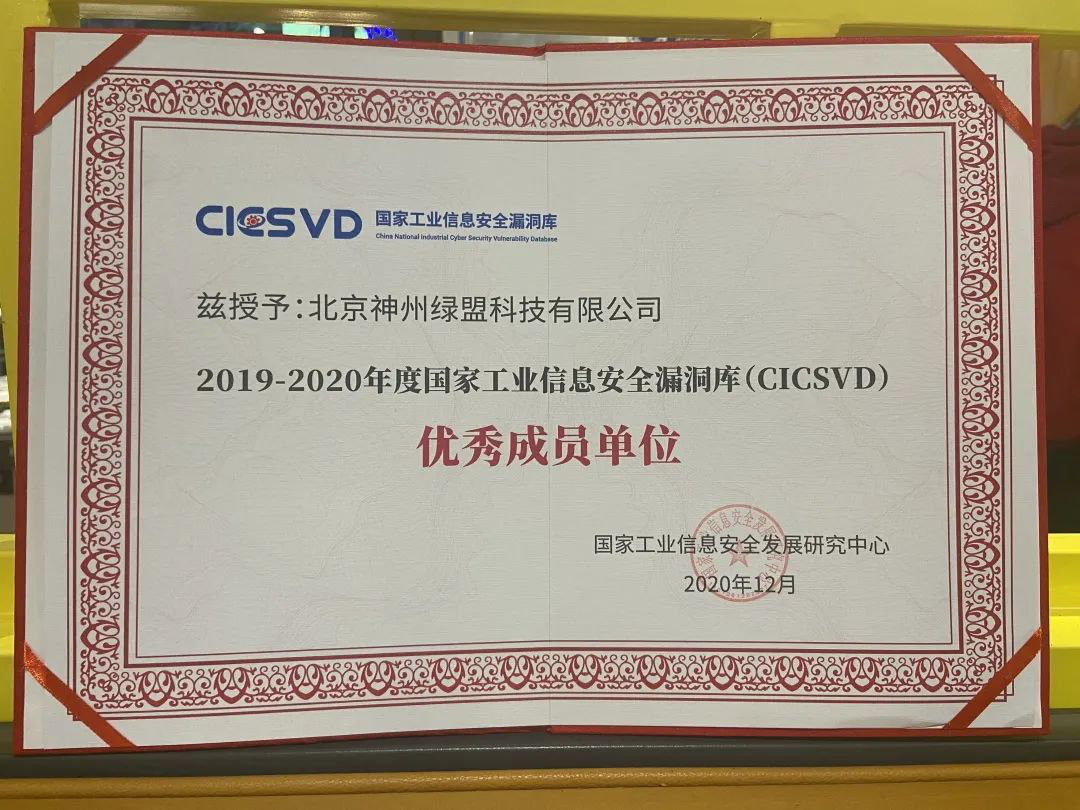 CICSVD 国家工业信息安全漏洞库
China National Industrial Cyber Security Vulnerability Database
兹授予：北京神州绿盟科技有限公司
2019-2020年度国家工业信息安全漏洞库（CICSVD）
优秀成员单位
国家工业信息安全发展研究中心
2020年12月